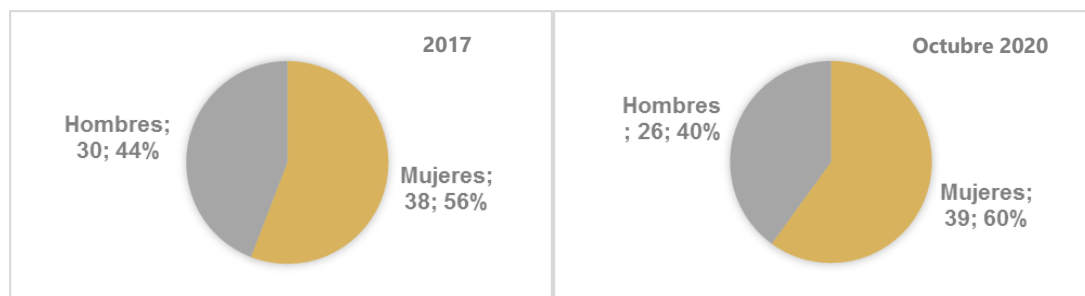 2017
Hombres;
30; 44%
Mujeres;
38; 56%
Octubre 2020
Hombres
; 26; 40%
Mujeres;
39; 60%